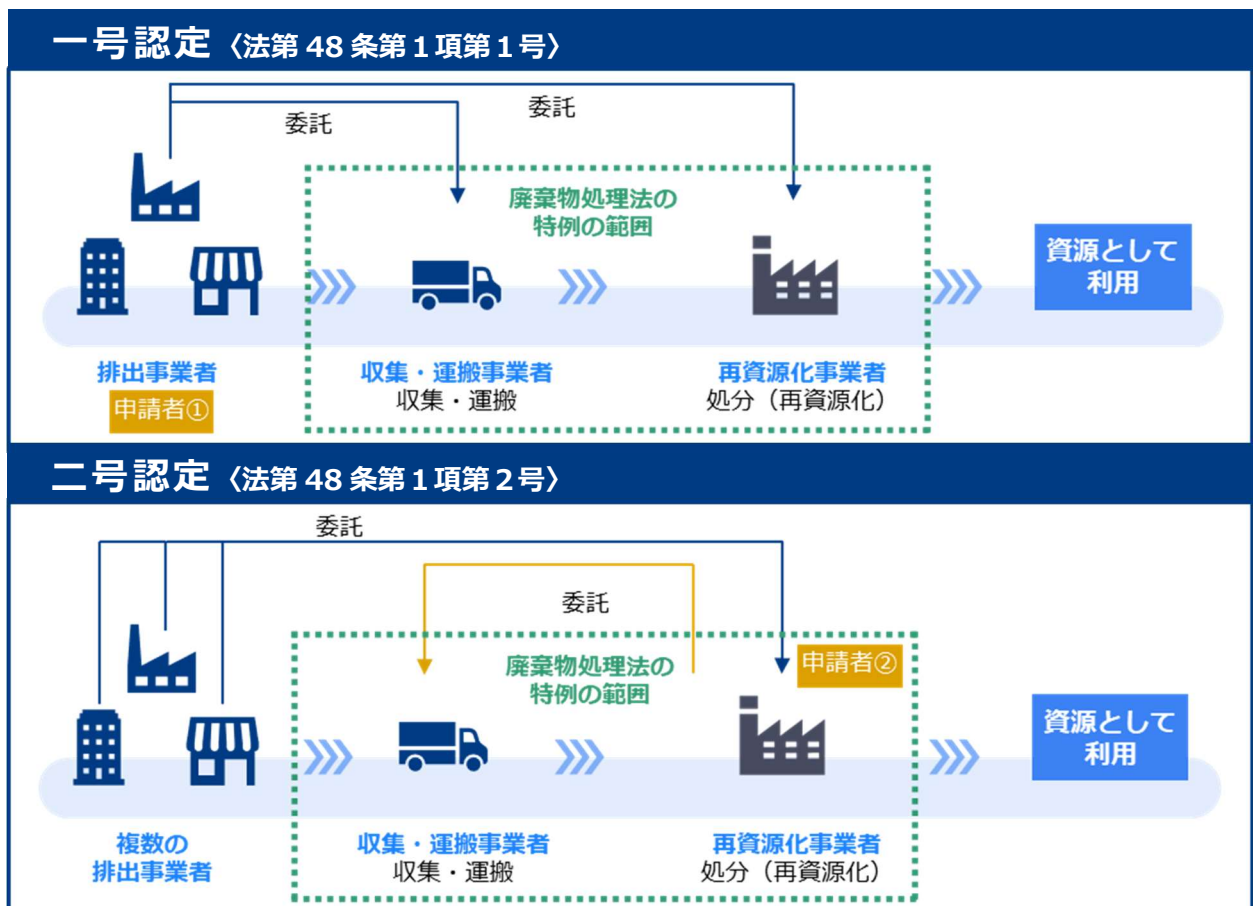 一号認定〈法第 48 条第１項第１号〉
委託
委託
廃棄物処理法の
特例の範囲
資源として
利用
排出事業者
申請者①
収集・運搬事業者
収集・運搬
再資源化事業者
処分（再資源化）
二号認定〈法第 48 条第１項第２号〉
委託
委託
廃棄物処理法の
特例の範囲
申請者②
資源として
利用
複数の
排出事業者
収集・運搬事業者
収集・運搬
再資源化事業者
処分（再資源化）